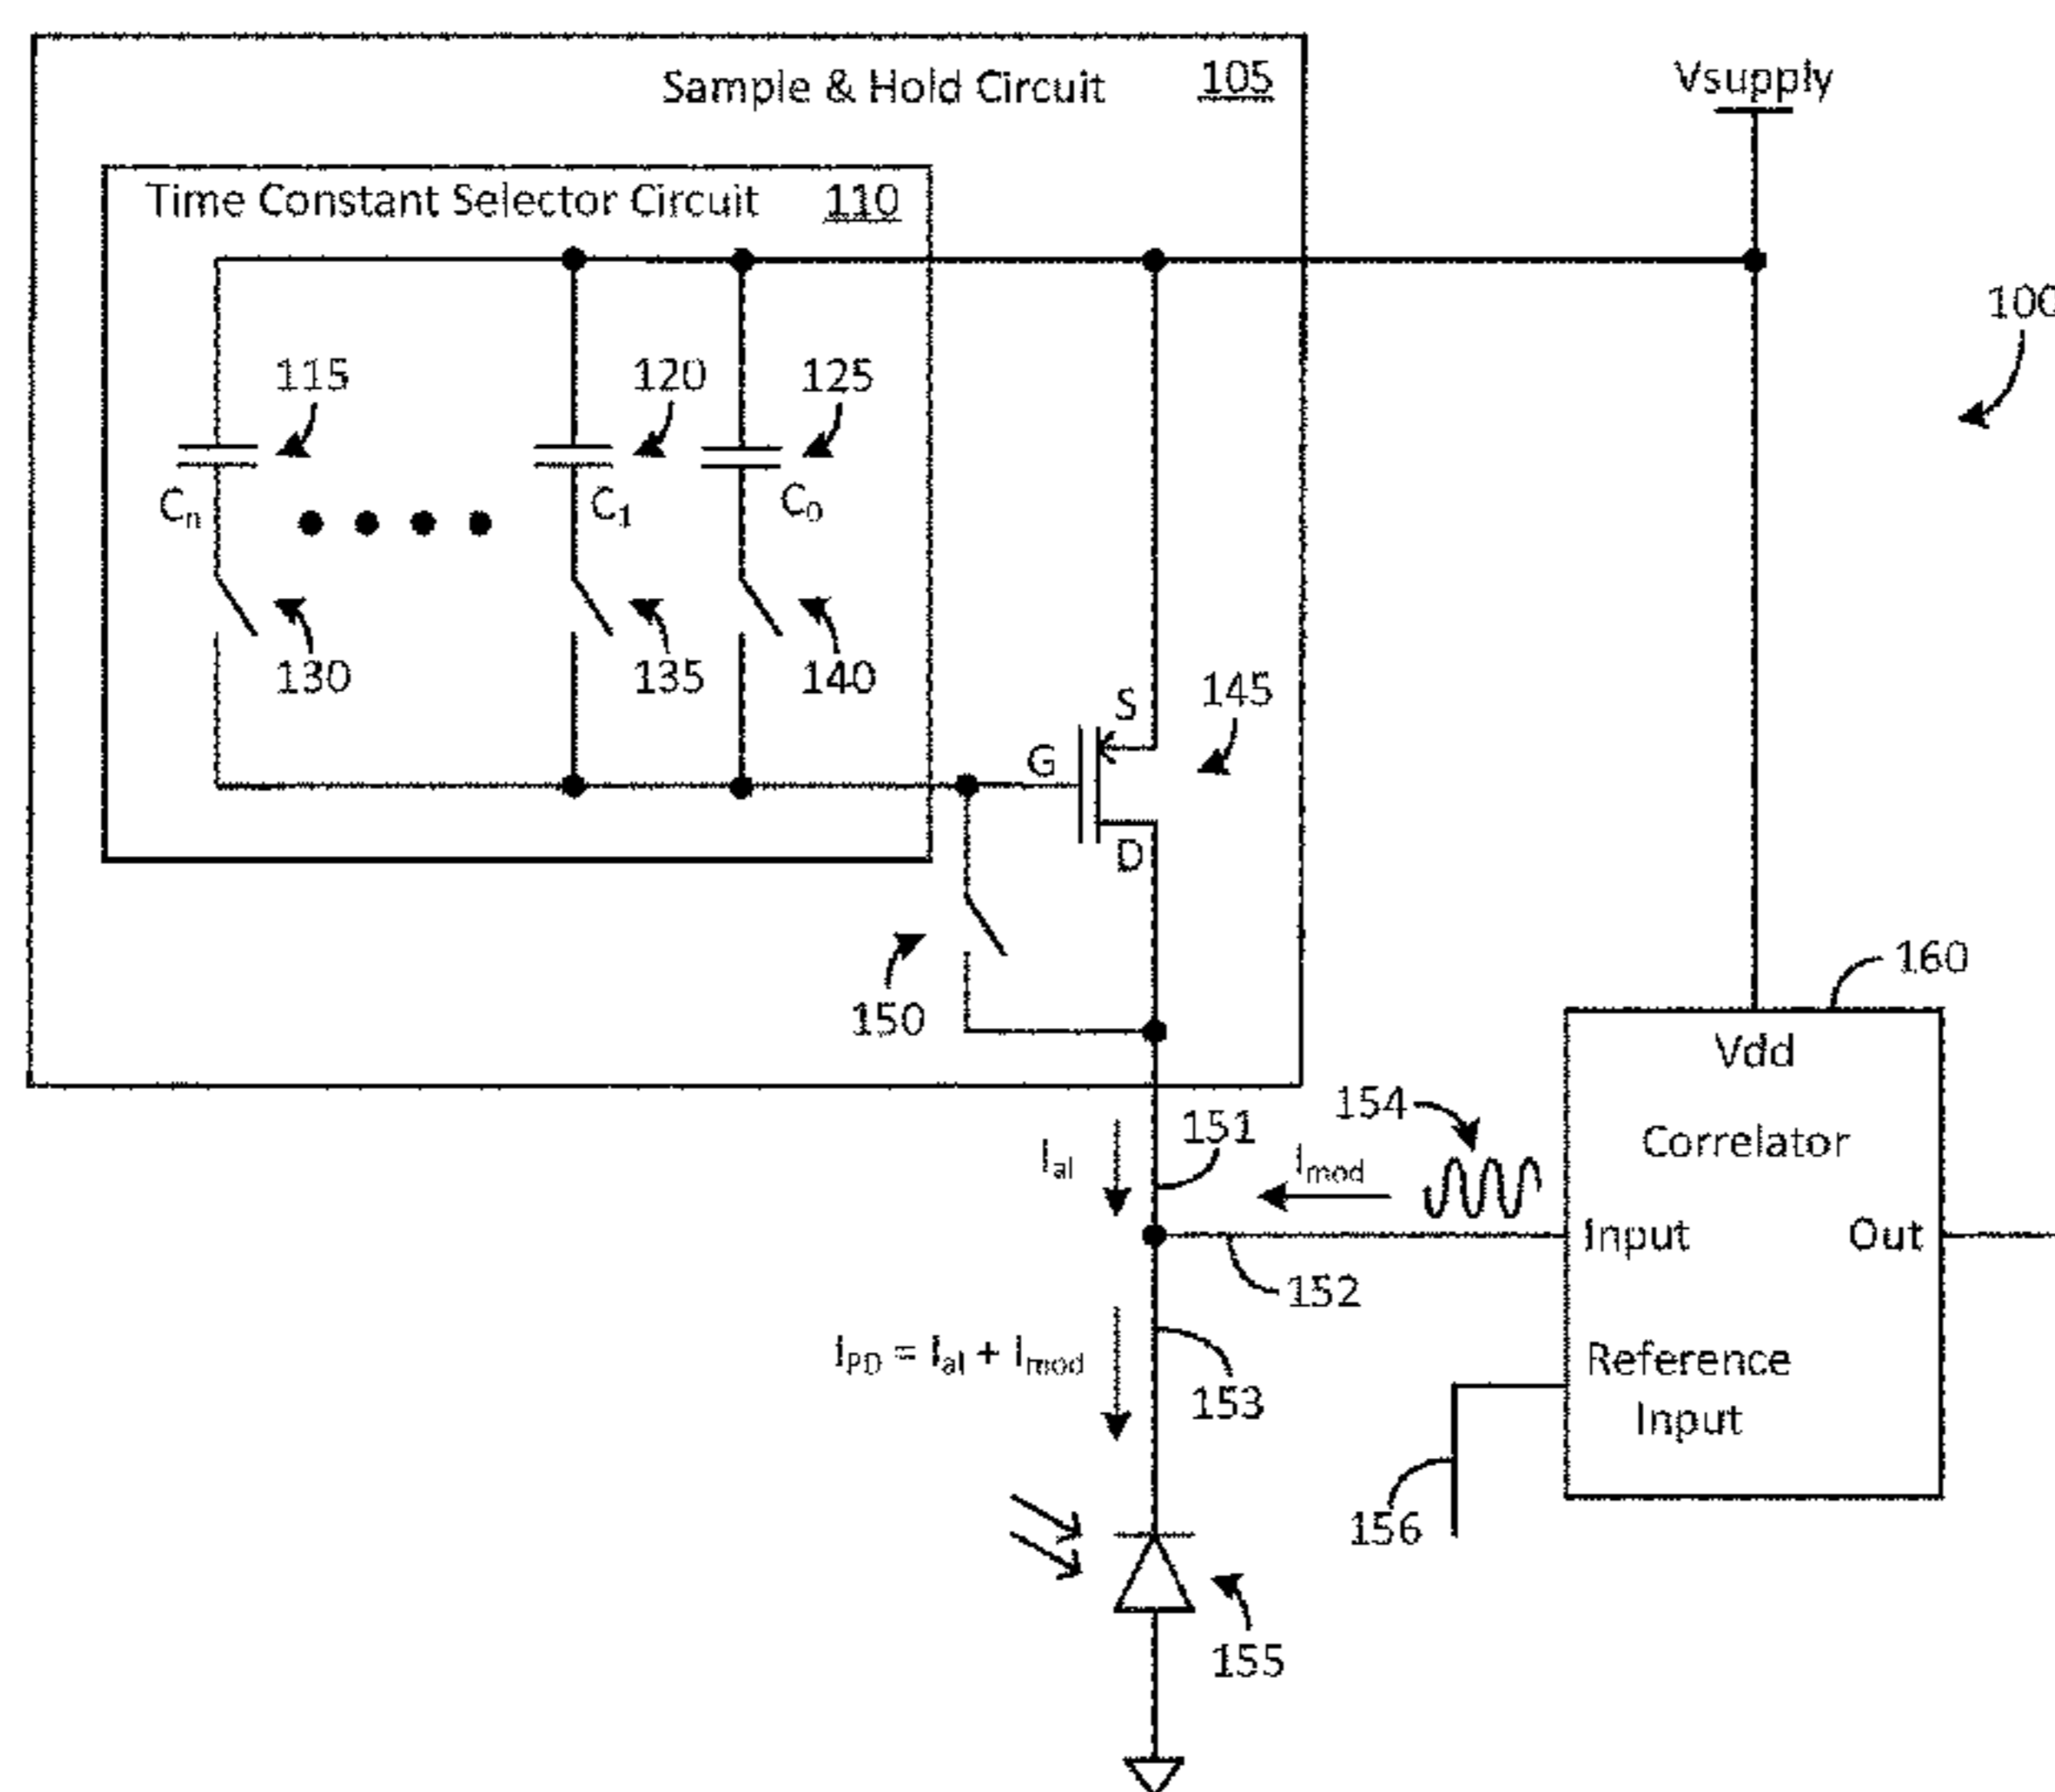 Sample & Hold Circuit 105
Vsupply
Time Constant Selector Circuit 110
100
115
120
125
Cn
C1
C0
130
135
140
S
145
G
D
150
160
Vdd
154
151
Correlator
Ial
Imod
Input
Out
152
IPD = Ial + Imod
Reference
Input
153
156
155